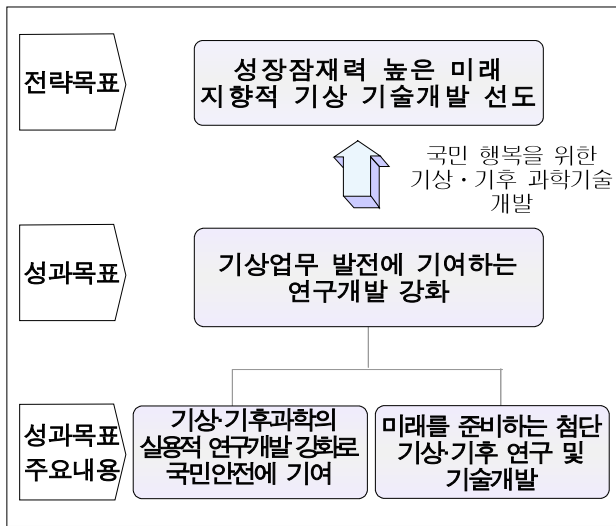 전략목표
성장잠재력 높은 미래
지향적 기상 기술개발 선도
국민 행복을 위한
기상·기후 과학기술
개발
성과목표
기상업무 발전에 기여하는
연구개발 강화
성과목표
주요내용
기상·기후과학의
실용적 연구개발 강화로
국민안전에 기여
미래를 준비하는 첨단
기상·기후 연구 및
기술개발